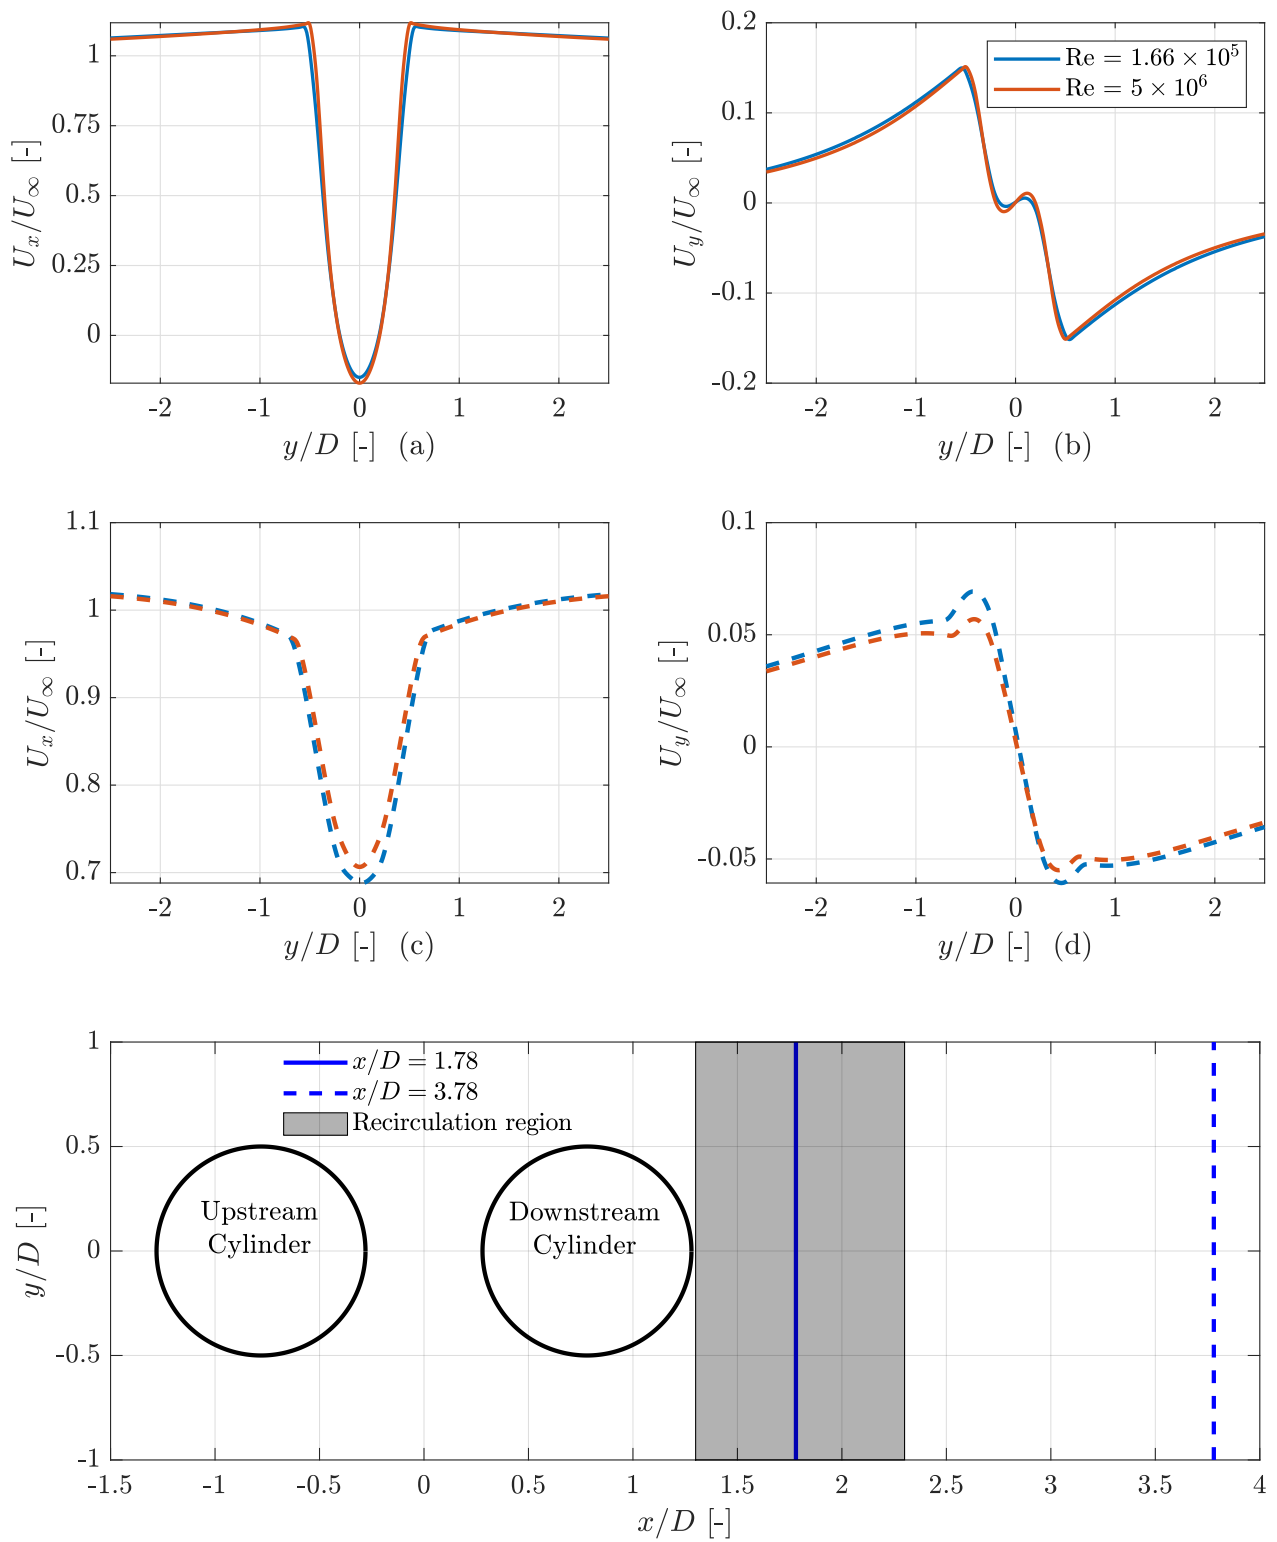 1
0.75
0.5
0.25
0
U_x/U_∞ [-]
-2 -1 0 1 2
y/D [-] (a)
0.2
0.1
0
-0.1
-0.2
U_y/U_∞ [-]
Re = 1.66 × 10^5
Re = 5 × 10^6
-2 -1 0 1 2
y/D [-] (b)
1.1
1
0.9
0.8
0.7
U_x/U_∞ [-]
-2 -1 0 1 2
y/D [-] (c)
0.1
0.05
0
-0.05
U_y/U_∞ [-]
-2 -1 0 1 2
y/D [-] (d)
1
0.5
0
-0.5
-1
y/D [-]
x/D = 1.78
x/D = 3.78
Recirculation region
Upstream
Cylinder
Downstream
Cylinder
-1.5 -1 -0.5 0 0.5 1 1.5 2 2.5 3 3.5 4
x/D [-]